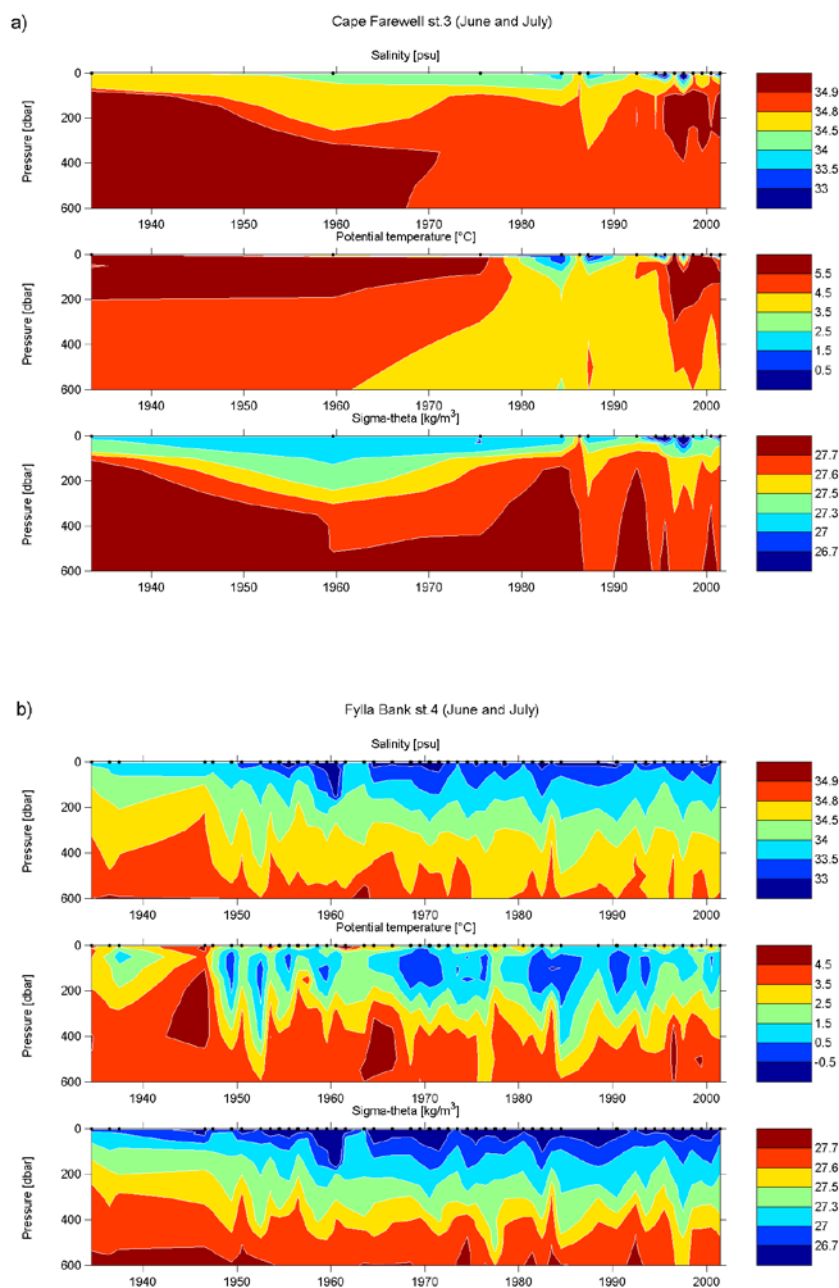 a)
Cape Farewell st.3 (June and July)
Salinity [psu]
Pressure [dbar]
0
200
400
600
1940 1950 1960 1970 1980 1990 2000
34.9
34.8
34.5
34
33.5
33
Potential temperature [°C]
Pressure [dbar]
0
200
400
600
1940 1950 1960 1970 1980 1990 2000
5.5
4.5
3.5
2.5
1.5
0.5
Sigma-theta [kg/m³]
Pressure [dbar]
0
200
400
600
1940 1950 1960 1970 1980 1990 2000
27.7
27.6
27.5
27.3
27
26.7
b)
Fylla Bank st.4 (June and July)
Salinity [psu]
Pressure [dbar]
0
200
400
600
1940 1950 1960 1970 1980 1990 2000
34.9
34.8
34.5
34
33.5
33
Potential temperature [°C]
Pressure [dbar]
0
200
400
600
1940 1950 1960 1970 1980 1990 2000
4.5
3.5
2.5
1.5
0.5
-0.5
Sigma-theta [kg/m³]
Pressure [dbar]
0
200
400
600
1940 1950 1960 1970 1980 1990 2000
27.7
27.6
27.5
27.3
27
26.7